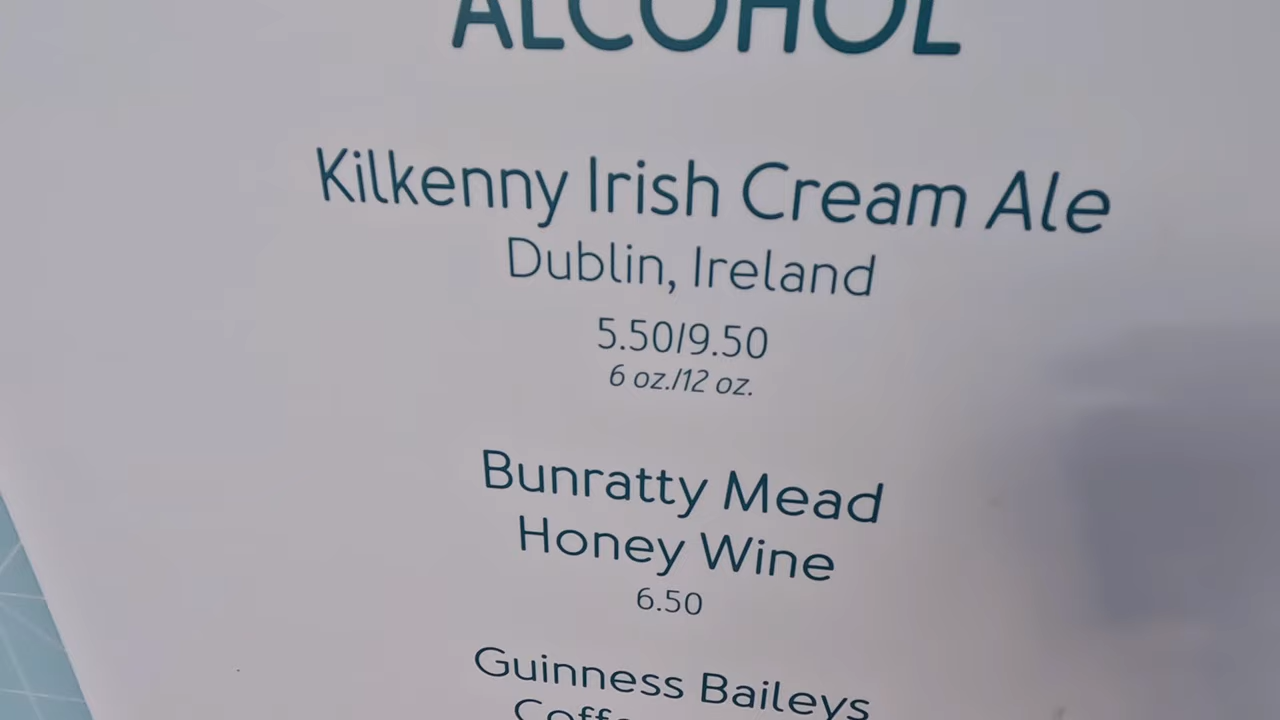 ALCOHOL
Kilkenny Irish Cream Ale
Dublin, Ireland
5.50/9.50
6 oz./12 oz.
Bunratty Mead
Honey Wine
6.50
Guinness Baileys